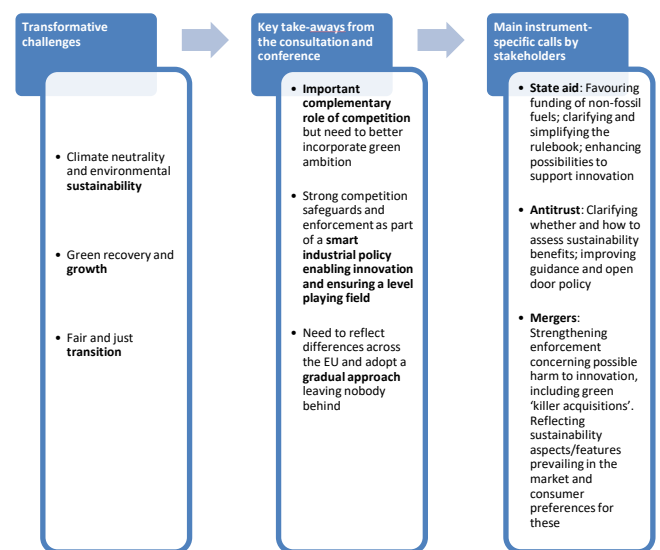 Transformative
challenges
• Climate neutrality
and environmental
sustainability
• Green recovery and
growth
• Fair and just
transition
Key take-aways from
the consultation and
conference
• Important
complementary
role of competition
but need to better
incorporate green
ambition
• Strong competition
safeguards and
enforcement as part
of a smart
industrial policy
enabling innovation
and ensuring a level
playing field
• Need to reflect
differences across
the EU and adopt a
gradual approach
leaving nobody
behind
Main instrument-
specific calls by
stakeholders
• State aid: Favouring
funding of non-fossil
fuels; clarifying and
simplifying the
rulebook; enhancing
possibilities to
support innovation
• Antitrust: Clarifying
whether and how to
assess sustainability
benefits; improving
guidance and open
door policy
• Mergers:
Strengthening
enforcement
concerning possible
harm to innovation,
including green
‘killer acquisitions’.
Reflecting
sustainability
aspects/features
prevailing in the
market and
consumer
preferences for
these